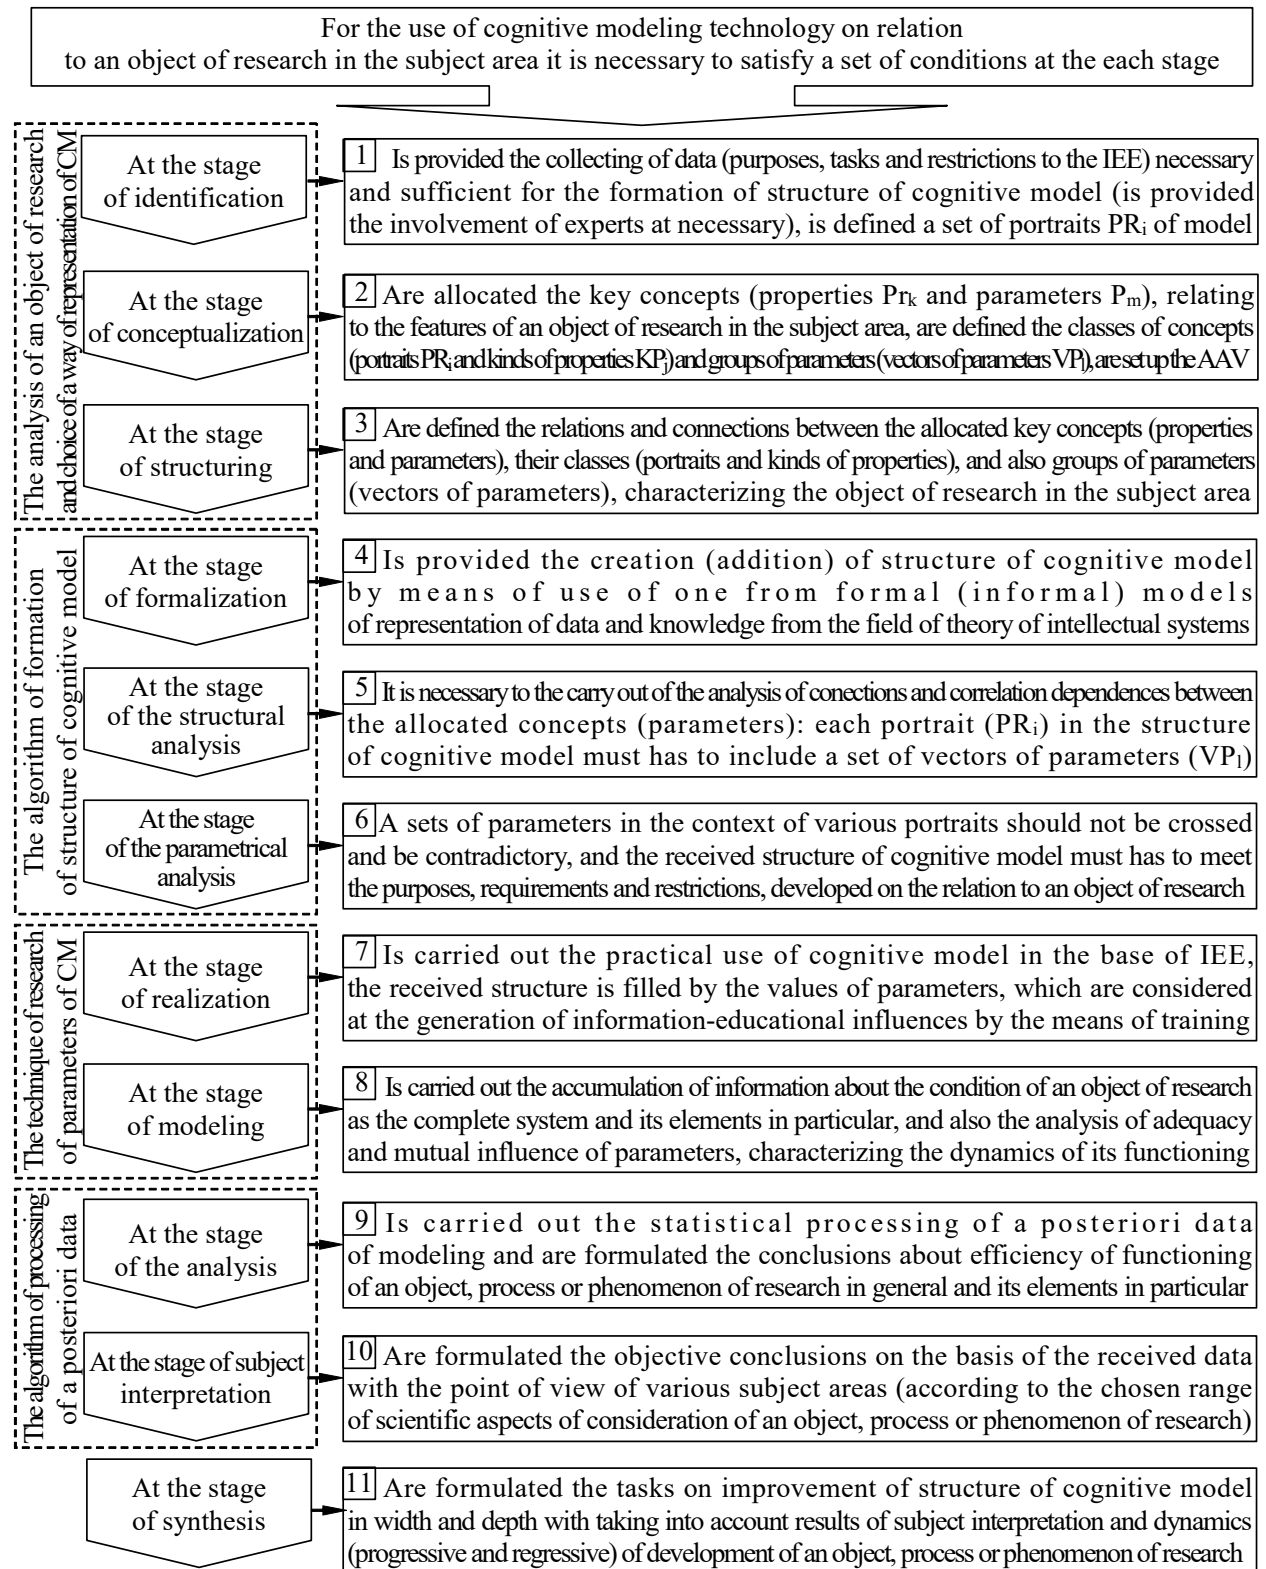 For the use of cognitive modeling technology on relation
to an object of research in the subject area it is necessary to satisfy a set of conditions at the each stage
The analysis of an object of research
and choice of a way of representation of CM
At the stage
of identification
1 Is provided the collecting of data (purposes, tasks and restrictions to the IEE) necessary
and sufficient for the formation of structure of cognitive model (is provided
the involvement of experts at necessary), is defined a set of portraits PRi of model
At the stage
of conceptualization
2 Are allocated the key concepts (properties Prk and parameters Pm), relating
to the features of an object of research in the subject area, are defined the classes of concepts
(portraits PRi and kinds of properties KPj) and groups of parameters (vectors of parameters VPl), are set up the AAV
At the stage
of structuring
3 Are defined the relations and connections between the allocated key concepts (properties
and parameters), their classes (portraits and kinds of properties), and also groups of parameters
(vectors of parameters), characterizing the object of research in the subject area
The algorithm of formation
of structure of cognitive model
At the stage
of formalization
4 Is provided the creation (addition) of structure of cognitive model
by means of use of one from formal (informal) models
of representation of data and knowledge from the field of theory of intellectual systems
At the stage
of the structural
analysis
5 It is necessary to the carry out of the analysis of conections and correlation dependences between
the allocated concepts (parameters): each portrait (PRi) in the structure
of cognitive model must has to include a set of vectors of parameters (VPl)
At the stage
of the parametrical
analysis
6 A sets of parameters in the context of various portraits should not be crossed
and be contradictory, and the received structure of cognitive model must has to meet
the purposes, requirements and restrictions, developed on the relation to an object of research
The technique of research
of parameters of CM
At the stage
of realization
7 Is carried out the practical use of cognitive model in the base of IEE,
the received structure is filled by the values of parameters, which are considered
at the generation of information-educational influences by the means of training
At the stage
of modeling
8 Is carried out the accumulation of information about the condition of an object of research
as the complete system and its elements in particular, and also the analysis of adequacy
and mutual influence of parameters, characterizing the dynamics of its functioning
The algorithm of processing
of a posteriori data
At the stage
of the analysis
9 Is carried out the statistical processing of a posteriori data
of modeling and are formulated the conclusions about efficiency of functioning
of an object, process or phenomenon of research in general and its elements in particular
At the stage of subject
interpretation
10 Are formulated the objective conclusions on the basis of the received data
with the point of view of various subject areas (according to the chosen range
of scientific aspects of consideration of an object, process or phenomenon of research)
At the stage
of synthesis
11 Are formulated the tasks on improvement of structure of cognitive model
in width and depth with taking into account results of subject interpretation and dynamics
(progressive and regressive) of development of an object, process or phenomenon of research